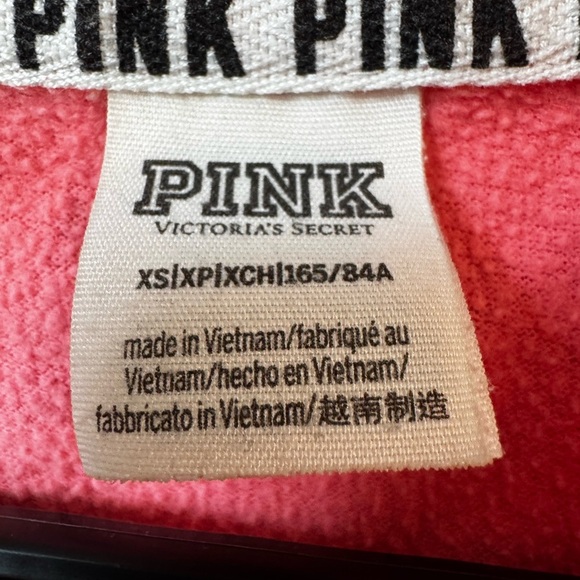 PINK PINK
PINK
VICTORIA'S SECRET
XS|XP|XCH|165/84A
made in Vietnam/fabriqué au
Vietnam/hecho en Vietnam/
fabbricato in Vietnam/越南制造